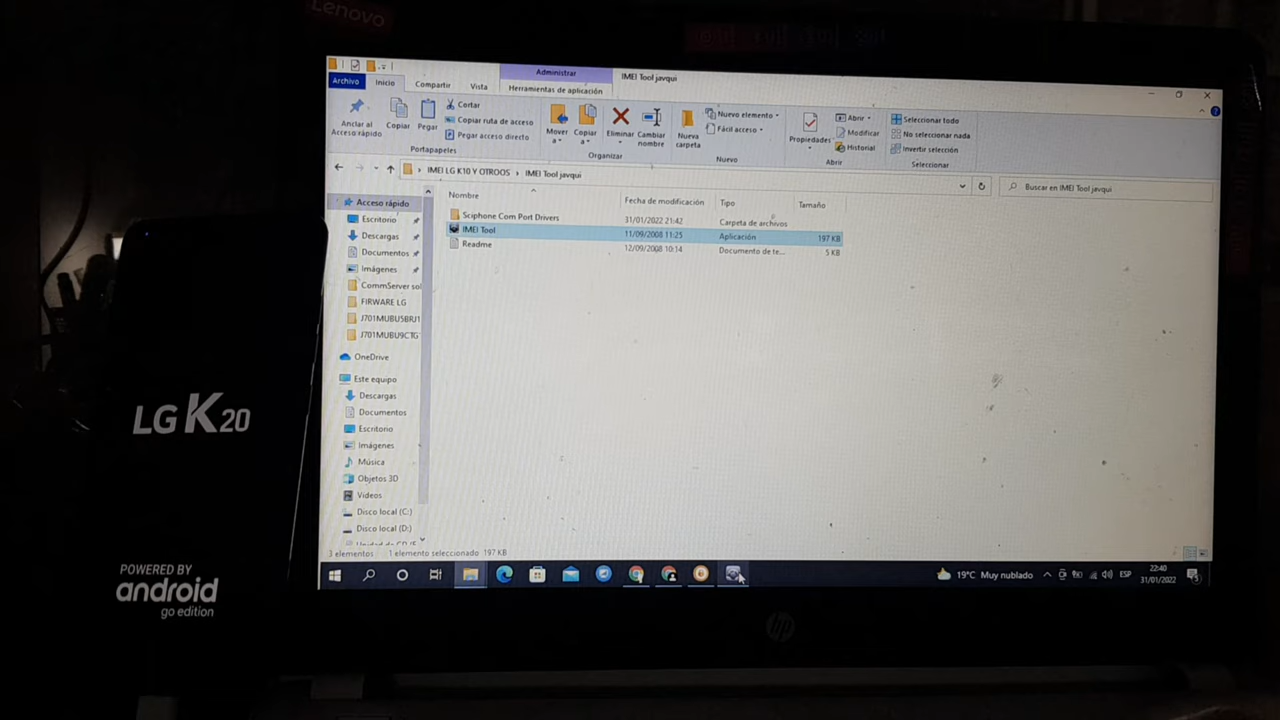 Lenovo
Administrar
IMEI Tool javqui
Archivo
Inicio
Compartir
Vista
Herramientas de aplicación
Anclar al
Acceso rápido
Copiar
Pegar
Cortar
Copiar ruta de acceso
Pegar acceso directo
Portapapeles
Mover
a
Copiar
a
Eliminar
Cambiar
nombre
Organizar
Nueva
carpeta
Nuevo elemento
Fácil acceso
Nuevo
Propiedades
Abrir
Modificar
Historial
Abrir
Seleccionar todo
No seleccionar nada
Invertir selección
Seleccionar
IMEI LG K10 Y OTROOS > IMEI Tool javqui
Buscar en IMEI Tool javqui
Nombre
Fecha de modificación
Tipo
Tamaño
Sciphone Com Port Drivers 31/01/2022 21:42 Carpeta de archivos
IMEI Tool 11/09/2008 11:25 Aplicación 197 KB
Readme 12/09/2008 10:14 Documento de te... 5 KB
Acceso rápido
Escritorio
Descargas
Documentos
Imágenes
CommServer sol
FIRWARE LG
J701MUBU5BRJ1
J701MUBU9CTG
OneDrive
Este equipo
Descargas
Documentos
Escritorio
Imágenes
Música
Objetos 3D
Vídeos
Disco local (C:)
Disco local (D:)
3 elementos
1 elemento seleccionado 197 KB
19°C Muy nublado
ESP
22:40
31/01/2022
hp
LG K20
POWERED BY
android
go edition